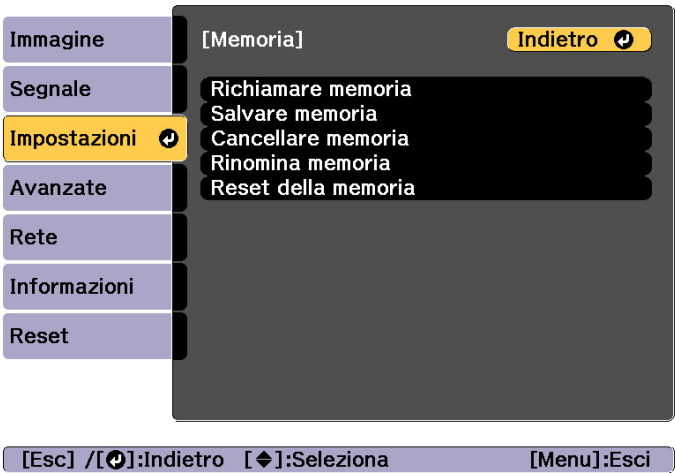 Immagine
Segnale
Impostazioni
Avanzate
Rete
Informazioni
Reset
[Memoria]
Indietro
Richiamare memoria
Salvare memoria
Cancellare memoria
Rinomina memoria
Reset della memoria
[Esc] /[⏎]:Indietro [◆]:Seleziona [Menu]:Esci